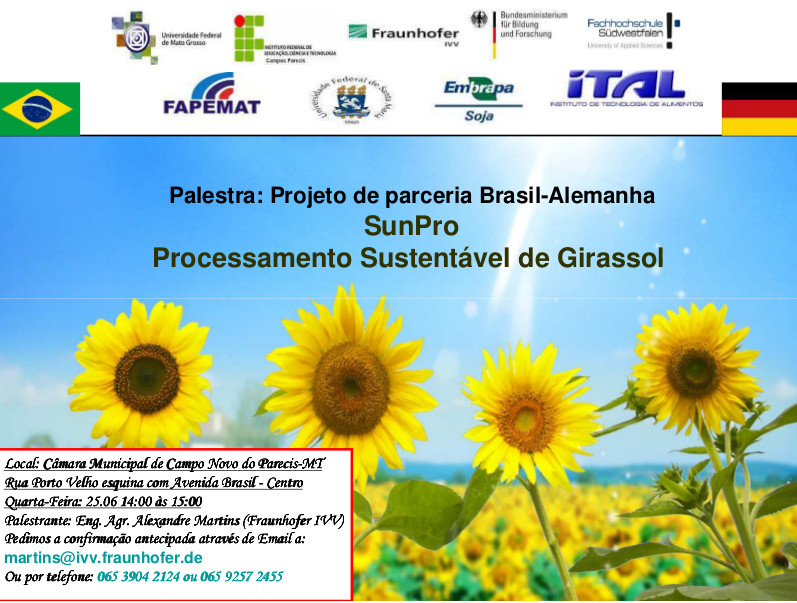 Universidade Federal
de Mato Grosso
INSTITUTO FEDERAL DE
EDUCAÇÃO, CIÊNCIA E TECNOLOGIA
Campus Parecis
Fraunhofer
IVV
Bundesministerium
für Bildung
und Forschung
Fachhochschule
Südwestfalen
University of Applied Sciences
FAPEMAT
Universidade Federal de Santa Maria
Embrapa
Soja
ITAL
INSTITUTO DE TECNOLOGIA DE ALIMENTOS
Palestra: Projeto de parceria Brasil-Alemanha
SunPro
Processamento Sustentável de Girassol
Local: Câmara Municipal de Campo Novo do Parecis-MT
Rua Porto Velho esquina com Avenida Brasil - Centro
Quarta-Feira: 25.06 14:00 às 15:00
Palestrante: Eng. Agr. Alexandre Martins (Fraunhofer IVV)
Pedimos a confirmação antecipada através de Email a:
martins@ivv.fraunhofer.de
Ou por telefone: 065 3904 2124 ou 065 9257 2455